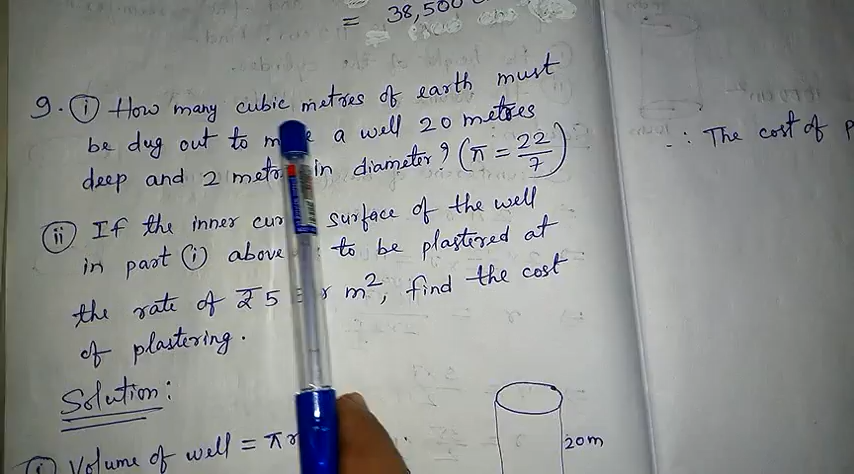 = 38,500
9. (i) How many cubic metres of earth must
be dug out to a well 20 metres
deep and 2 in diameter? (π = 22/7)
(ii) If the inner surface of the well
in part (i) above to be plastered at
the rate of ₹5 m², find the cost
of plastering.
Solution:
(i) Volume of well = π
20m
∴ The cost of